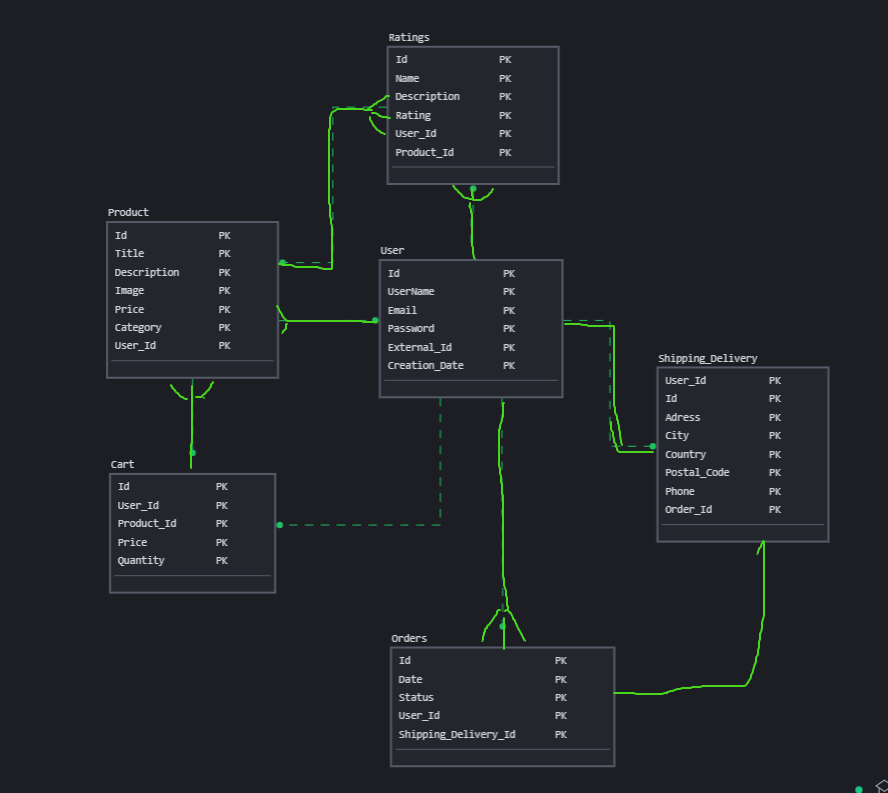 Ratings
Id PK
Name PK
Description PK
Rating PK
User_Id PK
Product_Id PK
Product
Id PK
Title PK
Description PK
Image PK
Price PK
Category PK
User_Id PK
User
Id PK
UserName PK
Email PK
Password PK
External_Id PK
Creation_Date PK
Shipping_Delivery
User_Id PK
Id PK
Adress PK
City PK
Country PK
Postal_Code PK
Phone PK
Order_Id PK
Cart
Id PK
User_Id PK
Product_Id PK
Price PK
Quantity PK
Orders
Id PK
Date PK
Status PK
User_Id PK
Shipping_Delivery_Id PK